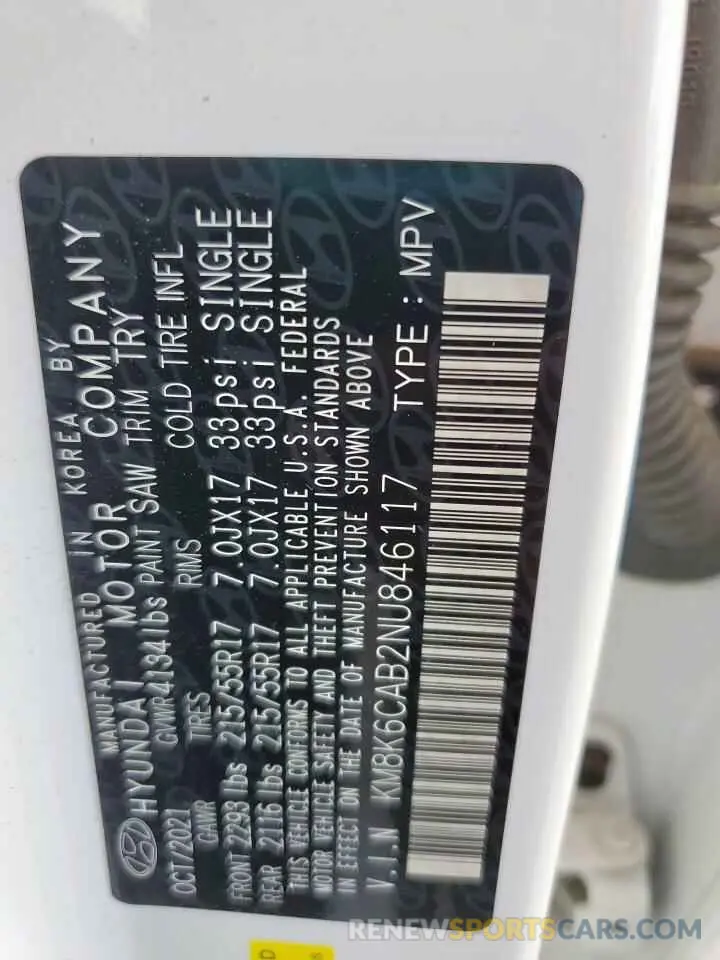 MANUFACTURED IN KOREA BY
HYUNDAI MOTOR COMPANY
OCT/2021 GVWR 4134lbs PAINT SAW TRIM TRY
GAWR TIRES RIMS COLD TIRE INFL
FRONT 2293 lbs 215/55R17 7.0JX17 33psi SINGLE
REAR 2116 lbs 215/55R17 7.0JX17 33psi SINGLE
THIS VEHICLE CONFORMS TO ALL APPLICABLE U.S.A. FEDERAL
MOTOR VEHICLE SAFETY AND THEFT PREVENTION STANDARDS
IN EFFECT ON THE DATE OF MANUFACTURE SHOWN ABOVE
V.I.N KM8K6CAB2NU846117 TYPE : MPV
RENEWSPORTSCARS.COM